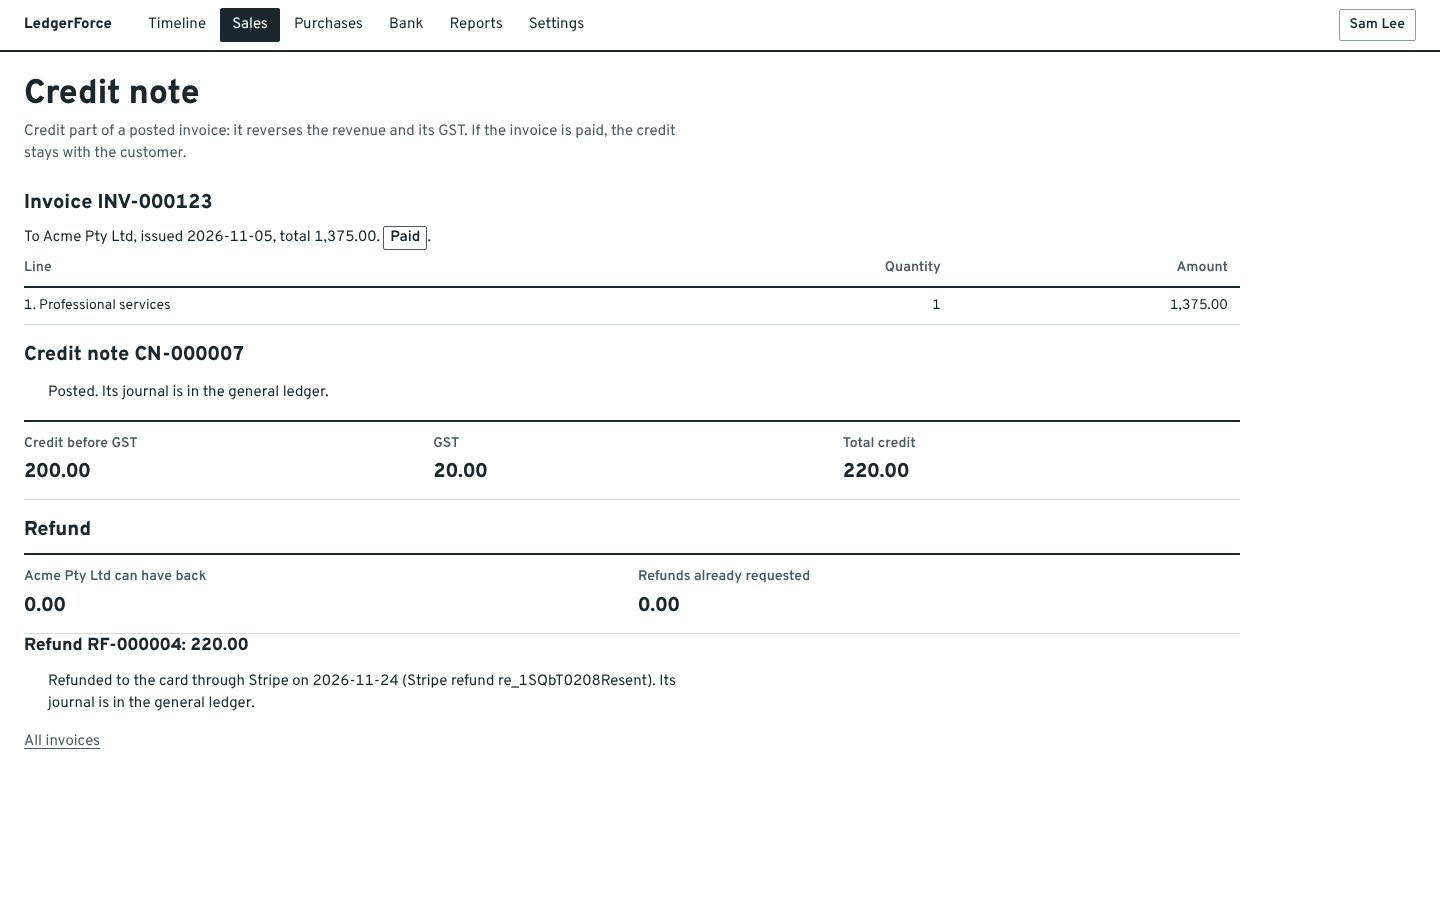 LedgerForce Timeline Sales Purchases Bank Reports Settings Sam Lee
Credit note
Credit part of a posted invoice: it reverses the revenue and its GST. If the invoice is paid, the credit
stays with the customer.
Invoice INV-000123
To Acme Pty Ltd, issued 2026-11-05, total 1,375.00. Paid.
Line Quantity Amount
1. Professional services 1 1,375.00
Credit note CN-000007
Posted. Its journal is in the general ledger.
Credit before GST GST Total credit
200.00 20.00 220.00
Refund
Acme Pty Ltd can have back Refunds already requested
0.00 0.00
Refund RF-000004: 220.00
Refunded to the card through Stripe on 2026-11-24 (Stripe refund re_1SQbT0208Resent). Its
journal is in the general ledger.
All invoices